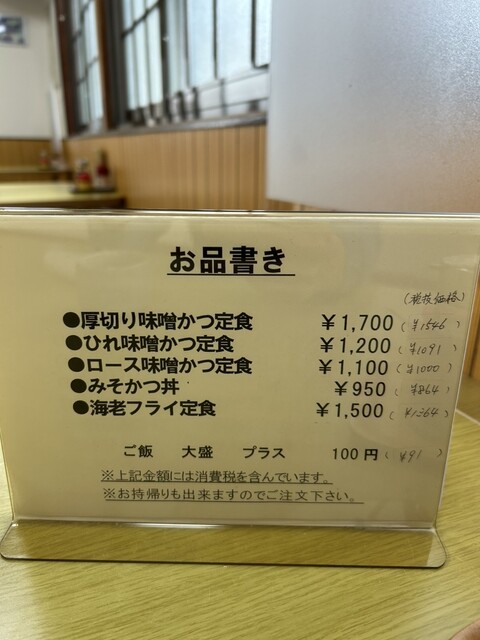 お品書き
(税抜価格)
●厚切り味噌かつ定食 ￥1,700 (¥1546)
●ひれ味噌かつ定食 ￥1,200 (¥1091)
●ロース味噌かつ定食 ￥1,100 (¥1000)
●みそかつ丼 ￥950 (¥864)
●海老フライ定食 ￥1,500 (¥1364)
ご飯 大盛 プラス 100円 (¥91)
※上記金額には消費税を含んでいます。
※お持帰りも出来ますのでご注文下さい。